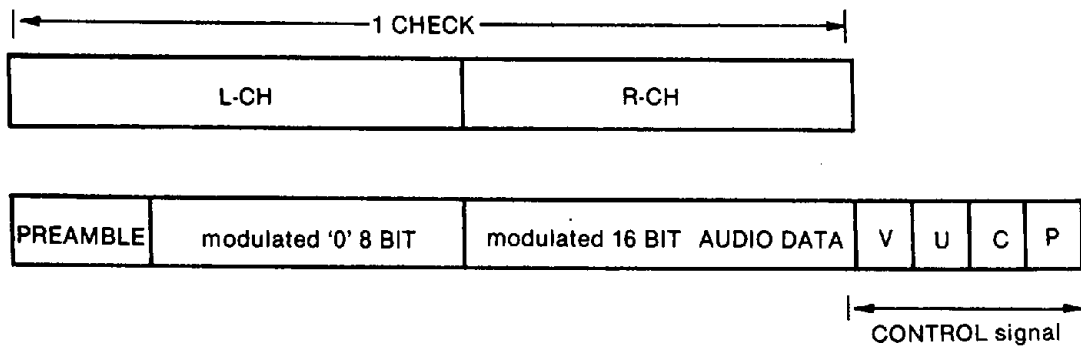 1 CHECK
L-CH R-CH
PREAMBLE modulated '0' 8 BIT modulated 16 BIT AUDIO DATA V U C P
CONTROL signal